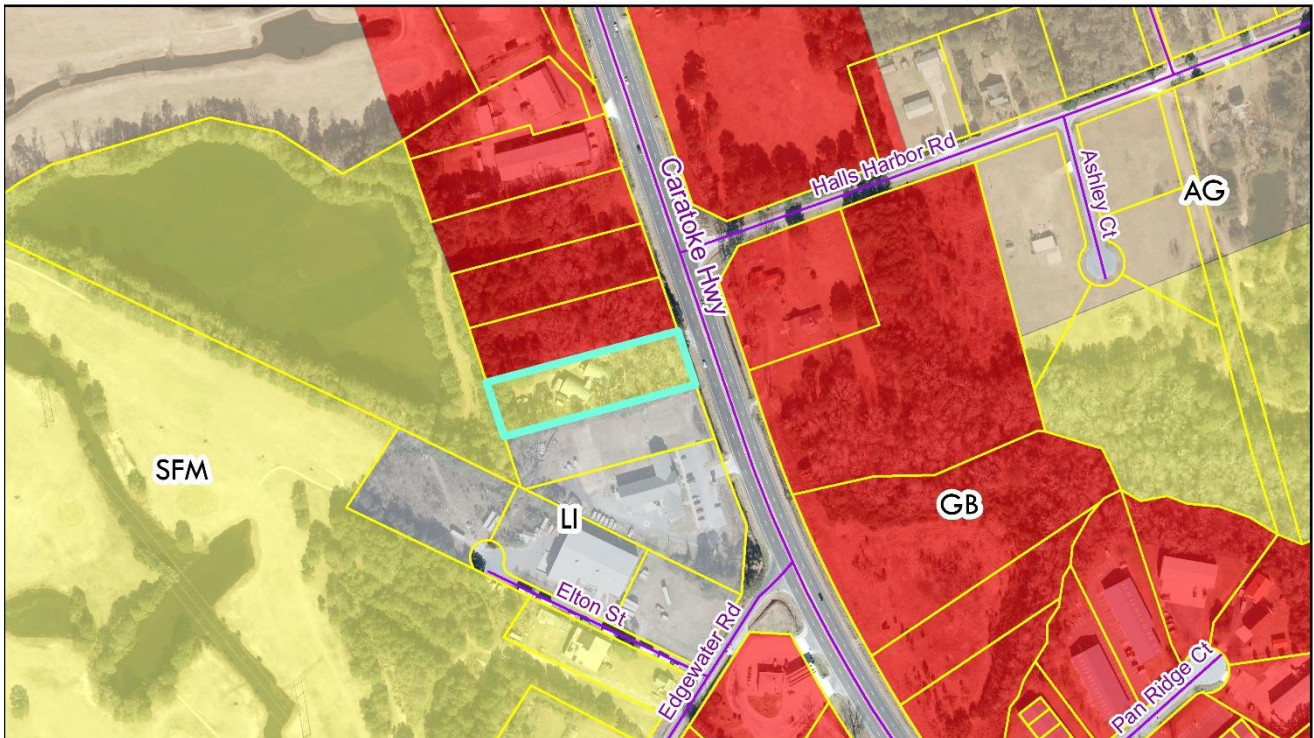 Caratoke Hwy
Halls Harbor Rd
Ashley Ct
AG
SFM
LI
GB
Elton St
Edgewater Rd
Pan Ridge Ct